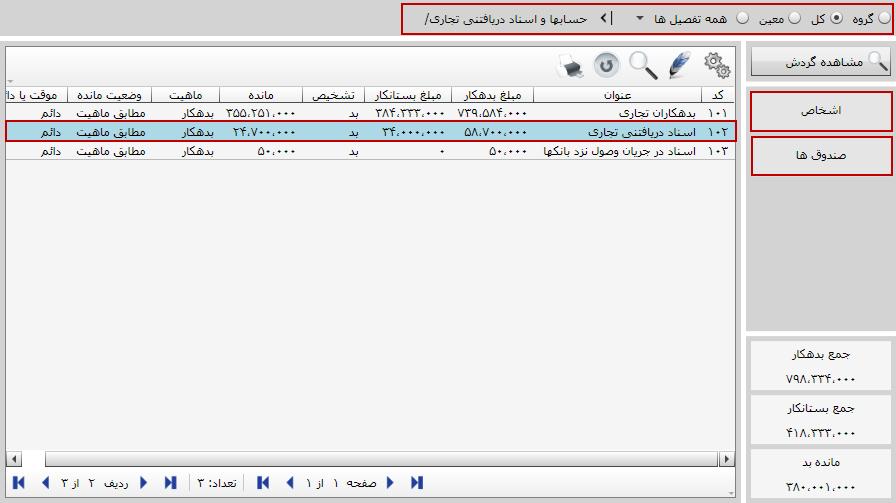 گروه کل معین همه تفصیل ها > حسابها و اسناد دریافتنی تجاری/
مشاهده گردش
اشخاص
صندوق ها
کد عنوان مبلغ بدهکار مبلغ بستانکار تشخیص مانده ماهیت وضعیت مانده موقت یا دائ
۱۰۱ بدهکاران تجاری ۷۳۹،۵۸۴،۰۰۰ ۳۸۴،۳۳۳،۰۰۰ بد ۳۵۵،۲۵۱،۰۰۰ بدهکار مطابق ماهیت دائم
۱۰۲ اسناد دریافتنی تجاری ۵۸،۷۰۰،۰۰۰ ۳۴،۰۰۰،۰۰۰ بد ۲۴،۷۰۰،۰۰۰ بدهکار مطابق ماهیت دائم
۱۰۳ اسناد در جریان وصول نزد بانکها ۵۰،۰۰۰ ۰ بد ۵۰،۰۰۰ بدهکار مطابق ماهیت دائم
جمع بدهکار
۷۹۸،۳۳۴،۰۰۰
جمع بستانکار
۴۱۸،۳۳۳،۰۰۰
مانده بد
۳۸۰،۰۰۱،۰۰۰
صفحه ۱ از ۱ تعداد: ۳ ردیف ۲ از ۳